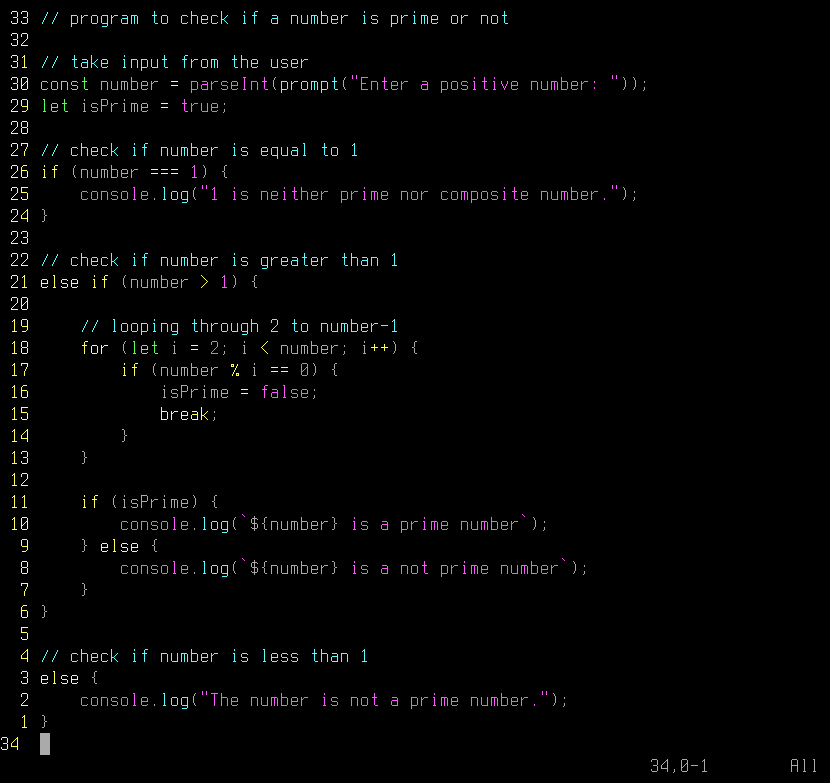 33 // program to check if a number is prime or not
32
31 // take input from the user
30 const number = parseInt(prompt("Enter a positive number: "));
29 let isPrime = true;
28
27 // check if number is equal to 1
26 if (number === 1) {
25     console.log("1 is neither prime nor composite number.");
24 }
23
22 // check if number is greater than 1
21 else if (number > 1) {
20
19     // looping through 2 to number-1
18     for (let i = 2; i < number; i++) {
17         if (number % i == 0) {
16             isPrime = false;
15             break;
14         }
13     }
12
11     if (isPrime) {
10         console.log(`${number} is a prime number`);
 9     } else {
 8         console.log(`${number} is a not prime number`);
 7     }
 6 }
 5
 4 // check if number is less than 1
 3 else {
 2     console.log("The number is not a prime number.");
 1 }
34
34,0-1 All